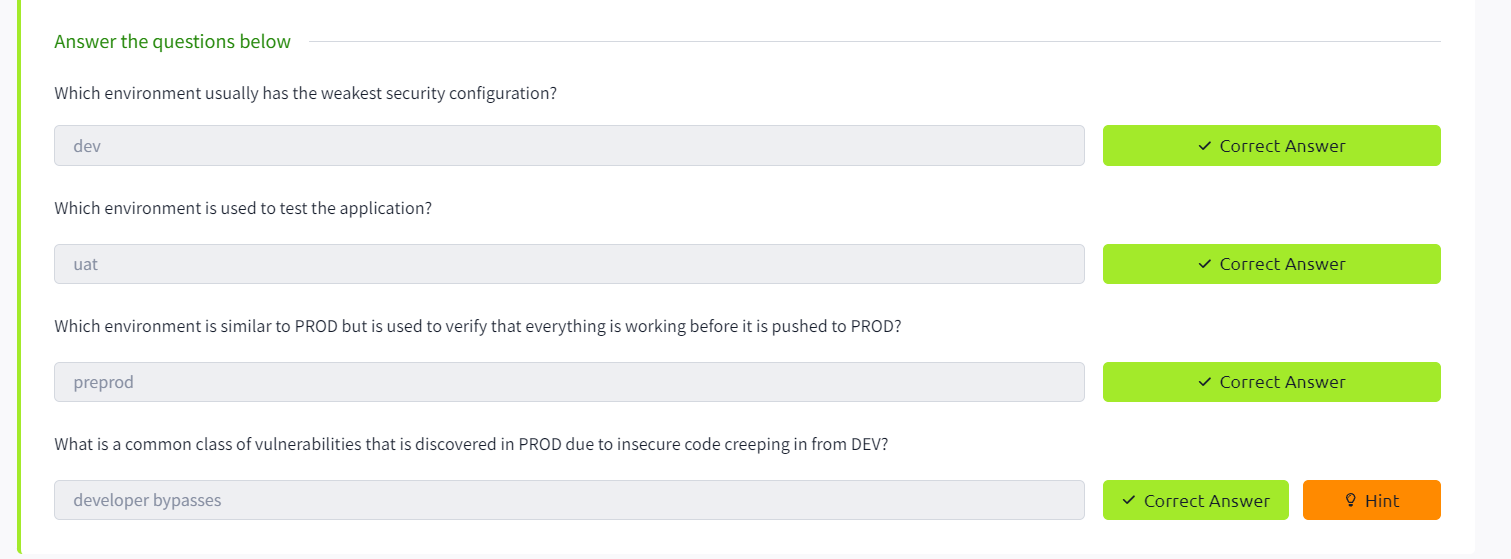 Answer the questions below
Which environment usually has the weakest security configuration?
dev
Correct Answer
Which environment is used to test the application?
uat
Correct Answer
Which environment is similar to PROD but is used to verify that everything is working before it is pushed to PROD?
preprod
Correct Answer
What is a common class of vulnerabilities that is discovered in PROD due to insecure code creeping in from DEV?
developer bypasses
Correct Answer
Hint